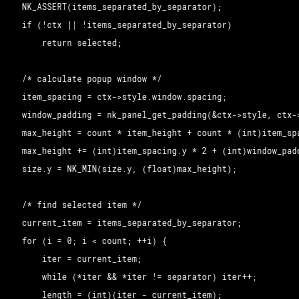 NK_ASSERT(items_separated_by_separator);
if (!ctx || !items_separated_by_separator)
return selected;
/* calculate popup window */
item_spacing = ctx->style.window.spacing;
window_padding = nk_panel_get_padding(&ctx->style, ctx->
max_height = count * item_height + count * (int)item_spa
max_height += (int)item_spacing.y * 2 + (int)window_padd
size.y = NK_MIN(size.y, (float)max_height);
/* find selected item */
current_item = items_separated_by_separator;
for (i = 0; i < count; ++i) {
iter = current_item;
while (*iter && *iter != separator) iter++;
length = (int)(iter - current_item);